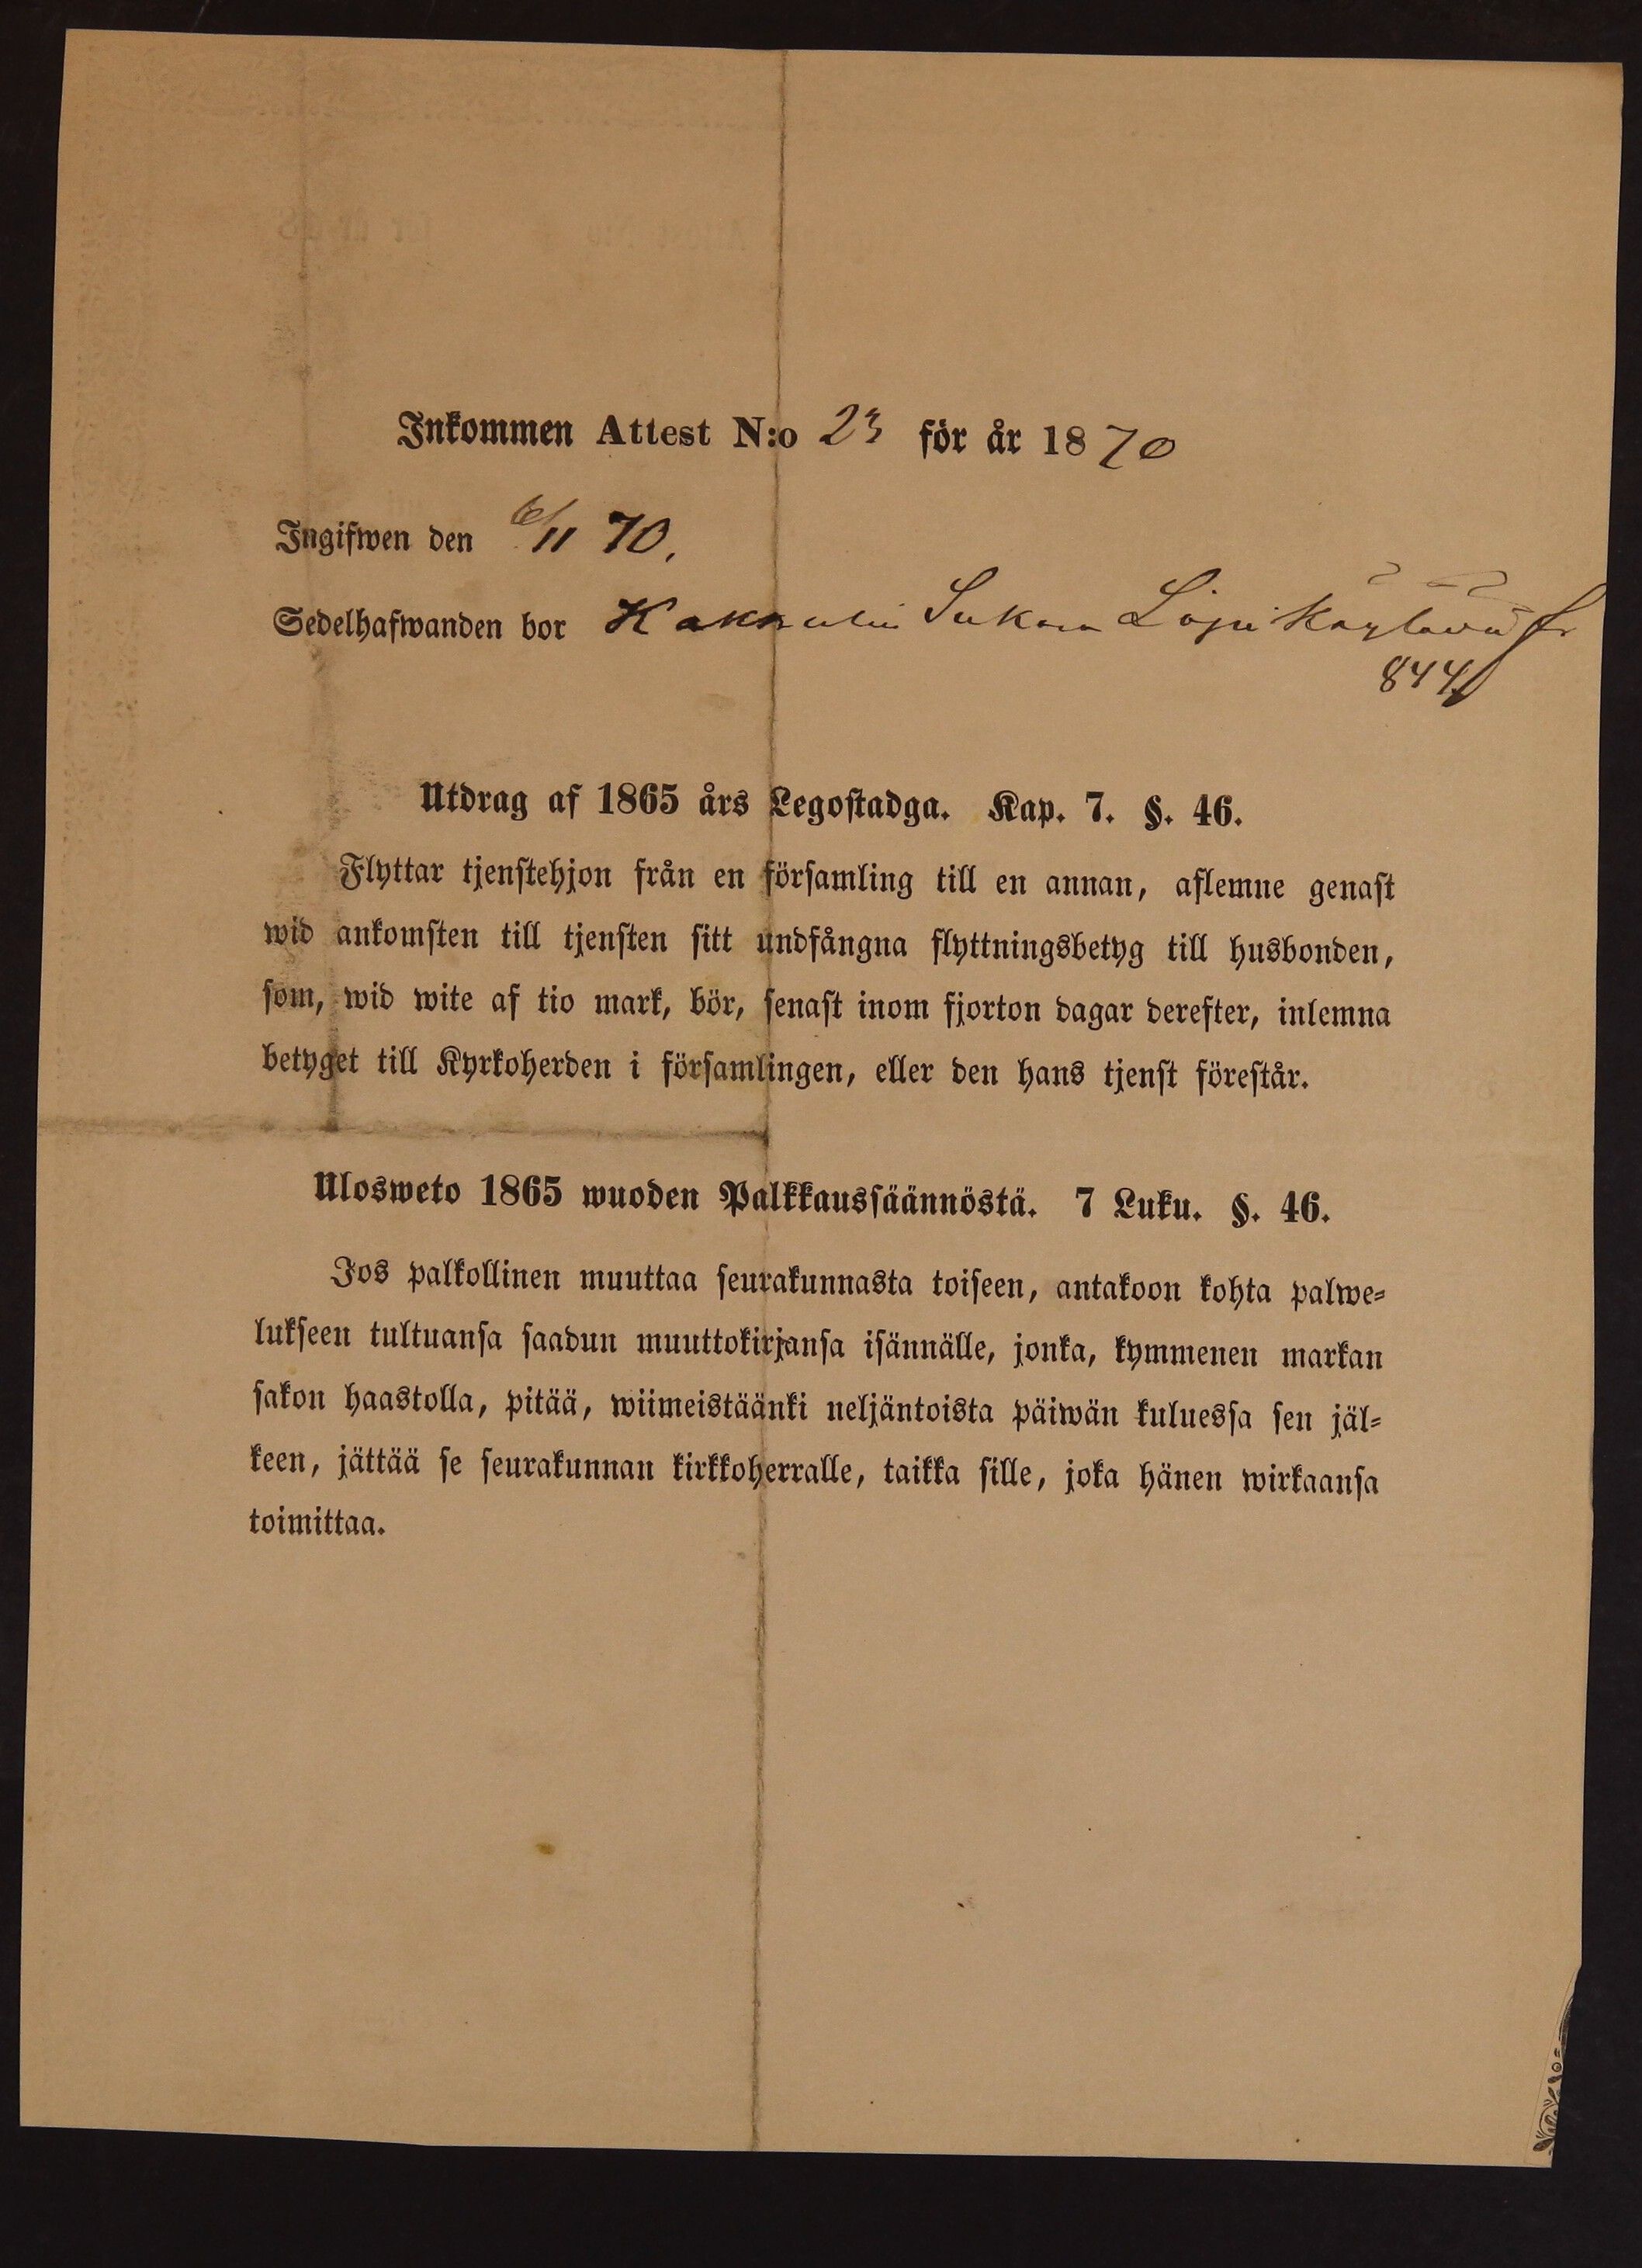 Inkommen Attest N:o 23 för år 1870
Ingifwen den 6/11 70.
Sedelhafwanden bor
844
Utdrag af 1865 års Legostadga. Kap. 7. §. 46.
Flyttar tjenstehjon från en församling till en annan, aflemne genast
wid ankomsten till tjensten sitt undfångna flyttningsbetyg till husbonden,
som, wid wite af tio mark, bör, senast inom fjorton dagar derefter, inlemna
betyget till Kyrkoherden i församlingen, eller den hans tjenst förestår.
Ulosweto 1865 wuoden Palkkaussäännöstä. 7 Luku. §. 46.
Jos palkollinen muuttaa seurakunnasta toiseen, antakoon kohta palwe-
lukseen tultuansa saadun muuttokirjansa isännälle, jonka, kymmenen markan
sakon haastolla, pitää, wiimeistäänki neljäntoista päiwän kuluessa sen jäl-
keen, jättää se seurakunnan kirkkoherralle, taikka sille, joka hänen wirkaansa
toimittaa.